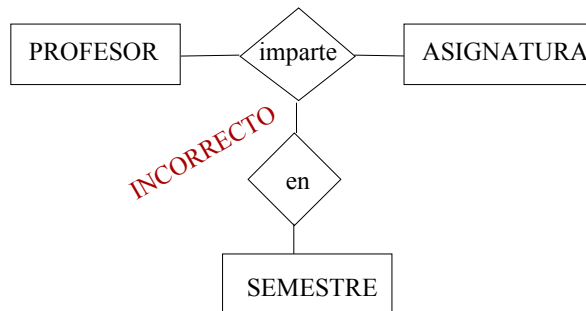 PROFESOR
imparte
ASIGNATURA
INCORRECTO
en
SEMESTRE